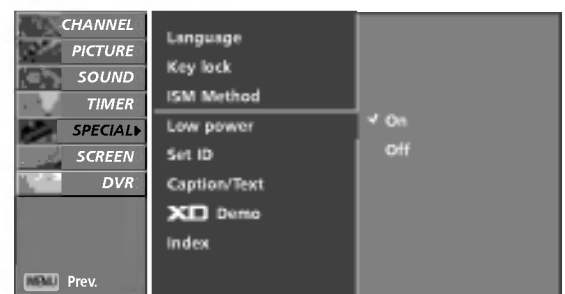 CHANNEL
PICTURE
SOUND
TIMER
SPECIAL
SCREEN
DVR
MENU Prev.
Language
Key lock
ISM Method
Low power
Set ID
Caption/Text
XD Demo
Index
On
Off